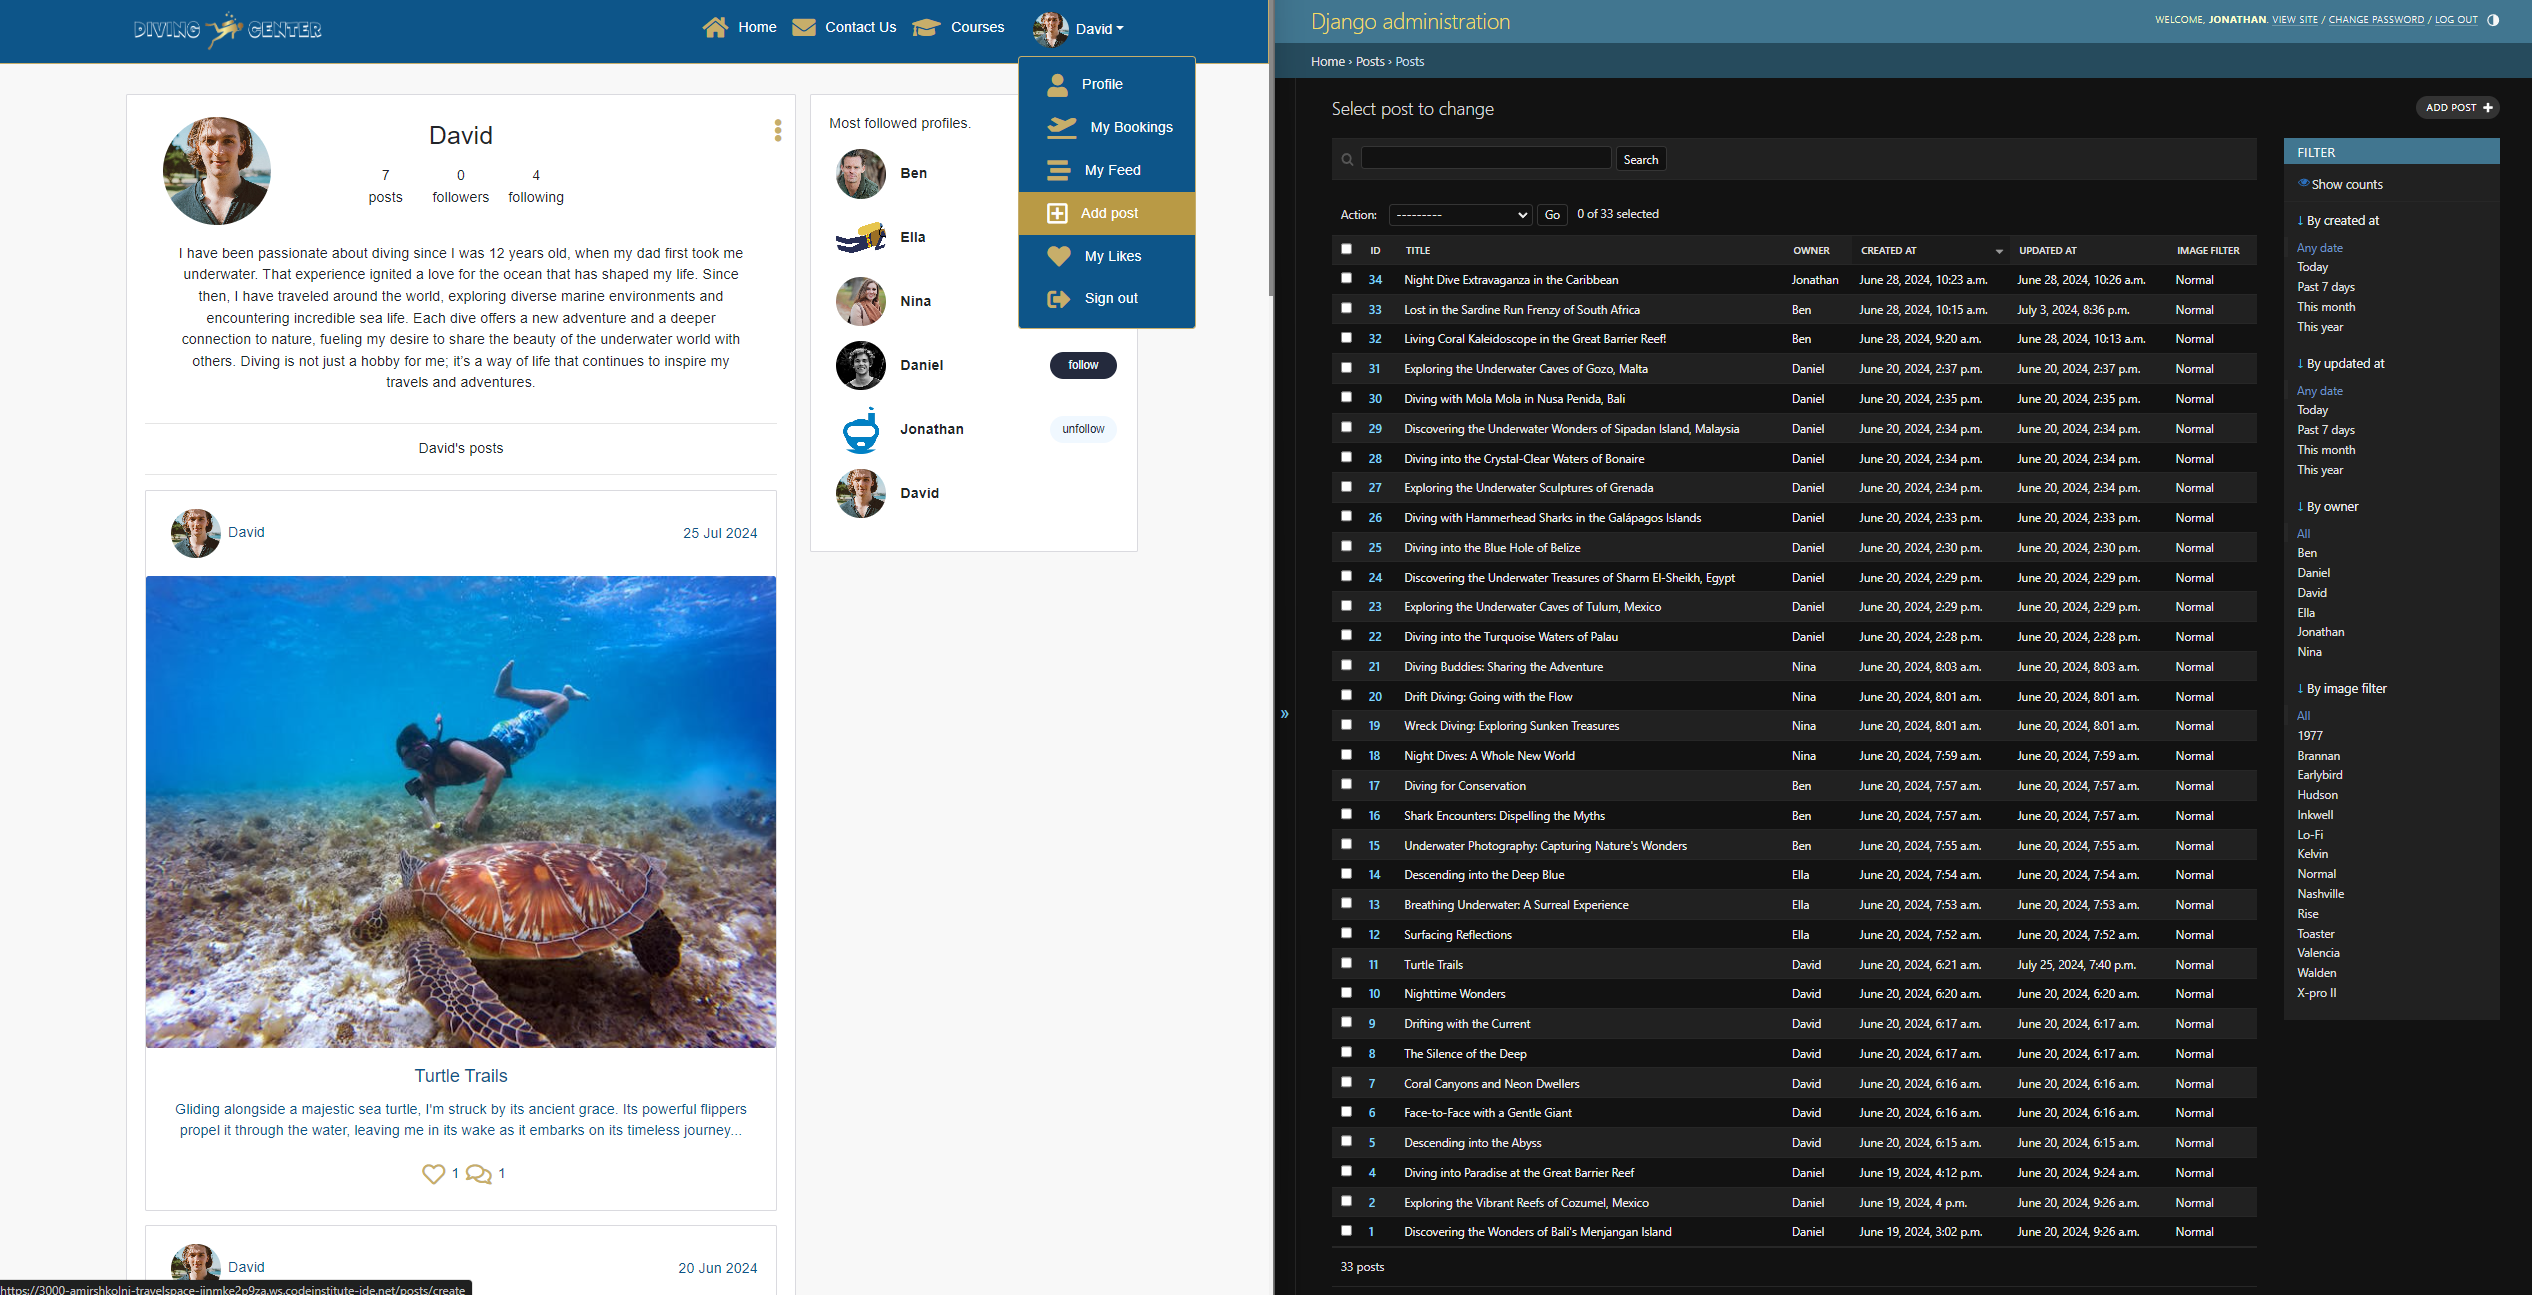 DIVING CENTER
Home
Contact Us
Courses
David
Profile
My Bookings
My Feed
Add post
My Likes
Sign out
David
7 0 4
posts followers following
I have been passionate about diving since I was 12 years old, when my dad first took me
underwater. That experience ignited a love for the ocean that has shaped my life. Since
then, I have traveled around the world, exploring diverse marine environments and
encountering incredible sea life. Each dive offers a new adventure and a deeper
connection to nature, fueling my desire to share the beauty of the underwater world with
others. Diving is not just a hobby for me; it's a way of life that continues to inspire my
travels and adventures.
David's posts
David 25 Jul 2024
Turtle Trails
Gliding alongside a majestic sea turtle, I'm struck by its ancient grace. Its powerful flippers
propel it through the water, leaving me in its wake as it embarks on its timeless journey...
1 1
David 20 Jun 2024
https://3000-amirshkolni-travelspace-iinmke2p9za.ws.codeinstitute-ide.net/posts/create
Most followed profiles.
Ben
Ella
Nina
Daniel follow
Jonathan unfollow
David
Django administration
WELCOME, JONATHAN. VIEW SITE / CHANGE PASSWORD / LOG OUT
Home › Posts › Posts
»
Select post to change
ADD POST +
Search
Action: --------- Go 0 of 33 selected
ID TITLE OWNER CREATED AT UPDATED AT IMAGE FILTER
34 Night Dive Extravaganza in the Caribbean Jonathan June 28, 2024, 10:23 a.m. June 28, 2024, 10:26 a.m. Normal
33 Lost in the Sardine Run Frenzy of South Africa Ben June 28, 2024, 10:15 a.m. July 3, 2024, 8:36 p.m. Normal
32 Living Coral Kaleidoscope in the Great Barrier Reef! Ben June 28, 2024, 9:20 a.m. June 28, 2024, 10:13 a.m. Normal
31 Exploring the Underwater Caves of Gozo, Malta Daniel June 20, 2024, 2:37 p.m. June 20, 2024, 2:37 p.m. Normal
30 Diving with Mola Mola in Nusa Penida, Bali Daniel June 20, 2024, 2:35 p.m. June 20, 2024, 2:35 p.m. Normal
29 Discovering the Underwater Wonders of Sipadan Island, Malaysia Daniel June 20, 2024, 2:34 p.m. June 20, 2024, 2:34 p.m. Normal
28 Diving into the Crystal-Clear Waters of Bonaire Daniel June 20, 2024, 2:34 p.m. June 20, 2024, 2:34 p.m. Normal
27 Exploring the Underwater Sculptures of Grenada Daniel June 20, 2024, 2:34 p.m. June 20, 2024, 2:34 p.m. Normal
26 Diving with Hammerhead Sharks in the Galápagos Islands Daniel June 20, 2024, 2:33 p.m. June 20, 2024, 2:33 p.m. Normal
25 Diving into the Blue Hole of Belize Daniel June 20, 2024, 2:30 p.m. June 20, 2024, 2:30 p.m. Normal
24 Discovering the Underwater Treasures of Sharm El-Sheikh, Egypt Daniel June 20, 2024, 2:29 p.m. June 20, 2024, 2:29 p.m. Normal
23 Exploring the Underwater Caves of Tulum, Mexico Daniel June 20, 2024, 2:29 p.m. June 20, 2024, 2:29 p.m. Normal
22 Diving into the Turquoise Waters of Palau Daniel June 20, 2024, 2:28 p.m. June 20, 2024, 2:28 p.m. Normal
21 Diving Buddies: Sharing the Adventure Nina June 20, 2024, 8:03 a.m. June 20, 2024, 8:03 a.m. Normal
20 Drift Diving: Going with the Flow Nina June 20, 2024, 8:01 a.m. June 20, 2024, 8:01 a.m. Normal
19 Wreck Diving: Exploring Sunken Treasures Nina June 20, 2024, 8:01 a.m. June 20, 2024, 8:01 a.m. Normal
18 Night Dives: A Whole New World Nina June 20, 2024, 7:59 a.m. June 20, 2024, 7:59 a.m. Normal
17 Diving for Conservation Ben June 20, 2024, 7:57 a.m. June 20, 2024, 7:57 a.m. Normal
16 Shark Encounters: Dispelling the Myths Ben June 20, 2024, 7:57 a.m. June 20, 2024, 7:57 a.m. Normal
15 Underwater Photography: Capturing Nature's Wonders Ben June 20, 2024, 7:55 a.m. June 20, 2024, 7:55 a.m. Normal
14 Descending into the Deep Blue Ella June 20, 2024, 7:54 a.m. June 20, 2024, 7:54 a.m. Normal
13 Breathing Underwater: A Surreal Experience Ella June 20, 2024, 7:53 a.m. June 20, 2024, 7:53 a.m. Normal
12 Surfacing Reflections Ella June 20, 2024, 7:52 a.m. June 20, 2024, 7:52 a.m. Normal
11 Turtle Trails David June 20, 2024, 6:21 a.m. July 25, 2024, 7:40 p.m. Normal
10 Nighttime Wonders David June 20, 2024, 6:20 a.m. June 20, 2024, 6:20 a.m. Normal
9 Drifting with the Current David June 20, 2024, 6:17 a.m. June 20, 2024, 6:17 a.m. Normal
8 The Silence of the Deep David June 20, 2024, 6:17 a.m. June 20, 2024, 6:17 a.m. Normal
7 Coral Canyons and Neon Dwellers David June 20, 2024, 6:16 a.m. June 20, 2024, 6:16 a.m. Normal
6 Face-to-Face with a Gentle Giant David June 20, 2024, 6:16 a.m. June 20, 2024, 6:16 a.m. Normal
5 Descending into the Abyss David June 20, 2024, 6:15 a.m. June 20, 2024, 6:15 a.m. Normal
4 Diving into Paradise at the Great Barrier Reef Daniel June 19, 2024, 4:12 p.m. June 20, 2024, 9:24 a.m. Normal
2 Exploring the Vibrant Reefs of Cozumel, Mexico Daniel June 19, 2024, 4 p.m. June 20, 2024, 9:26 a.m. Normal
1 Discovering the Wonders of Bali's Menjangan Island Daniel June 19, 2024, 3:02 p.m. June 20, 2024, 9:26 a.m. Normal
33 posts
FILTER
Show counts
↓ By created at
Any date
Today
Past 7 days
This month
This year
↓ By updated at
Any date
Today
Past 7 days
This month
This year
↓ By owner
All
Ben
Daniel
David
Ella
Jonathan
Nina
↓ By image filter
All
1977
Brannan
Earlybird
Hudson
Inkwell
Lo-Fi
Kelvin
Normal
Nashville
Rise
Toaster
Valencia
Walden
X-pro II